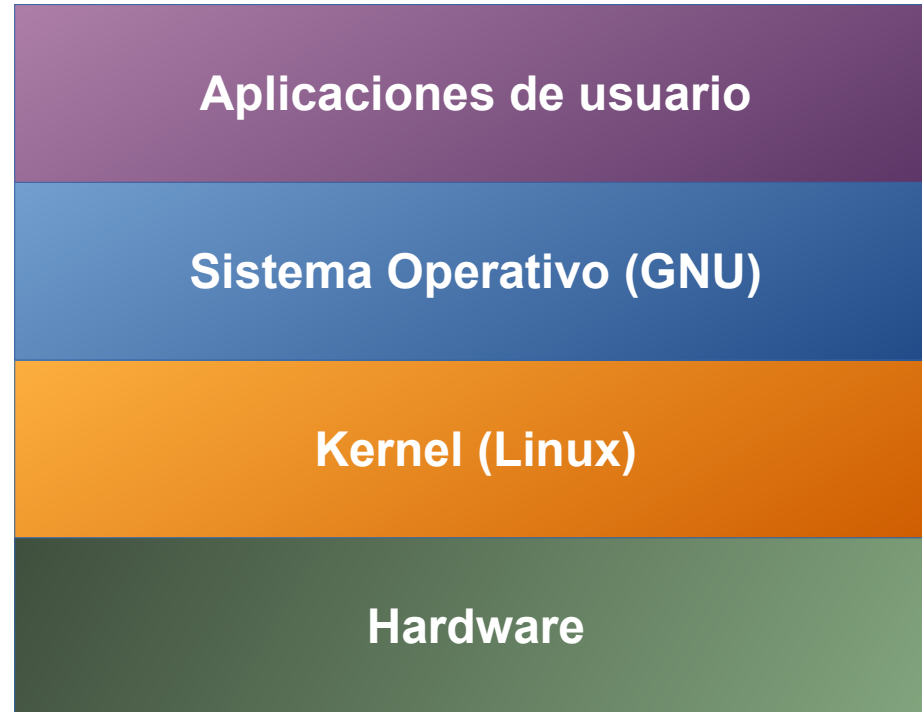 Aplicaciones de usuario
Sistema Operativo (GNU)
Kernel (Linux)
Hardware